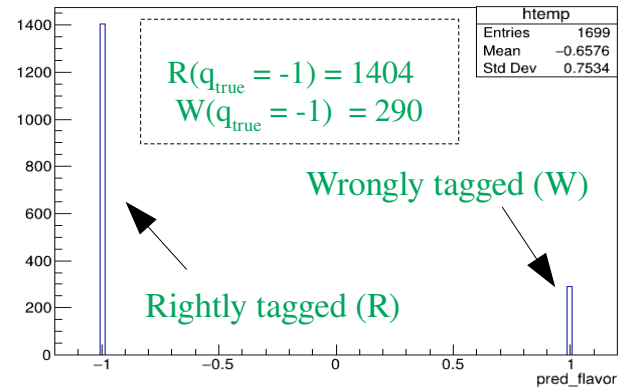 htemp
Entries 1699
Mean −0.6576
Std Dev 0.7534
R(q_true = -1) = 1404
W(q_true = -1) = 290
Wrongly tagged (W)
Rightly tagged (R)
1400
1200
1000
800
600
400
200
0
−1 −0.5 0 0.5 1
pred_flavor